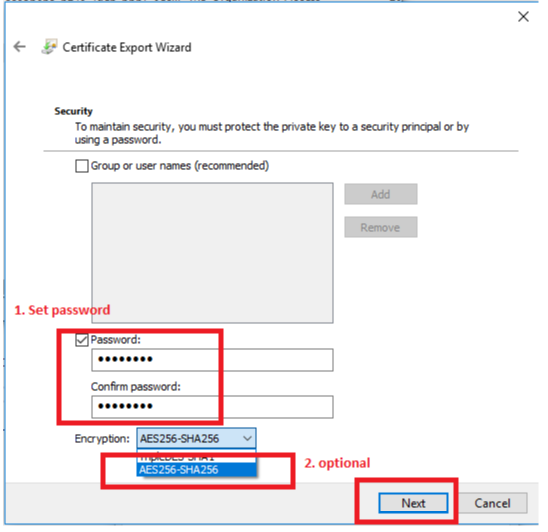 Certificate Export Wizard
Security
To maintain security, you must protect the private key to a security principal or by
using a password.
Group or user names (recommended)
Add
Remove
1. Set password
Password:
••••••••
Confirm password:
••••••••
Encryption: AES256-SHA256
TripleDES-SHA1
AES256-SHA256
2. optional
Next
Cancel